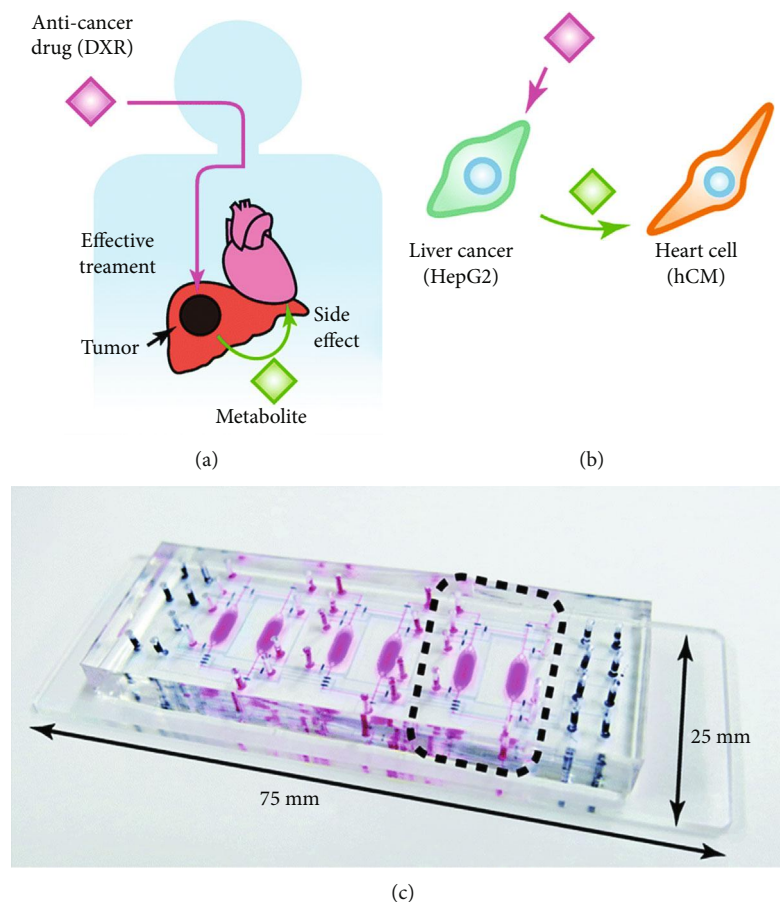 Anti-cancer
drug (DXR)
Effective
treament
Tumor
Side
effect
Metabolite
(a)
Liver cancer
(HepG2)
Heart cell
(hCM)
(b)
75 mm
25 mm
(c)